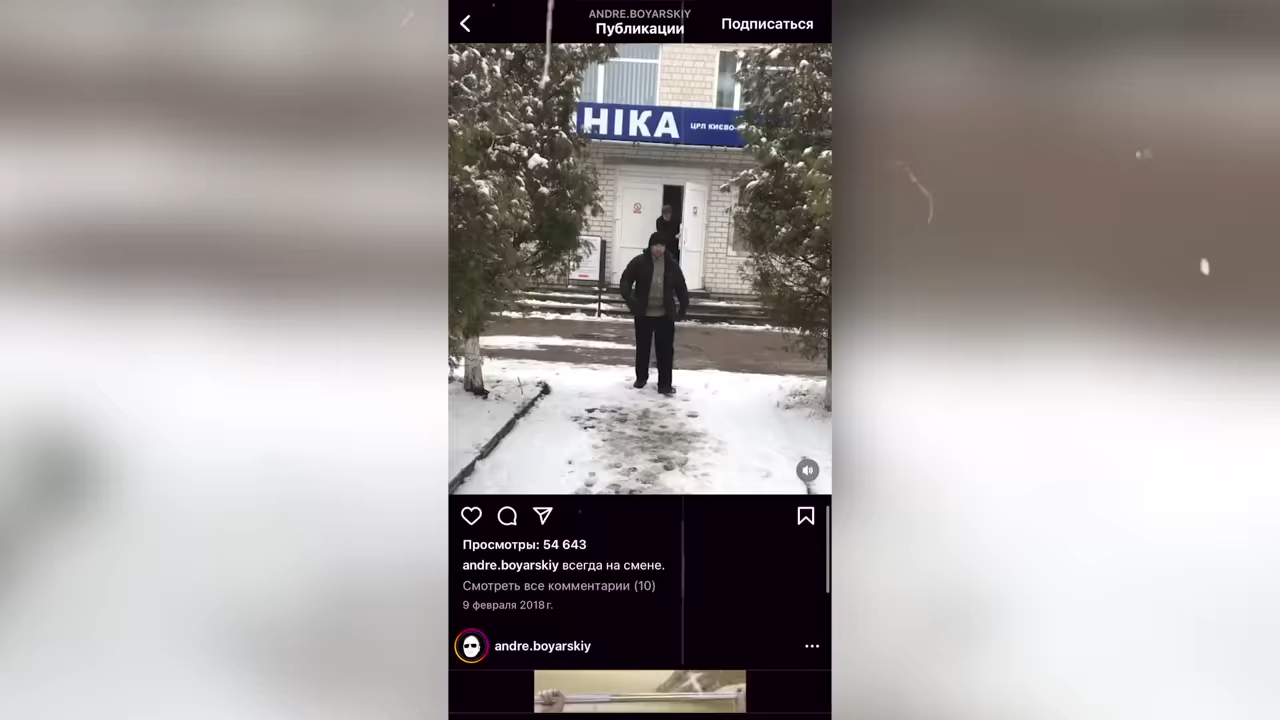 ANDRE.BOYARSKIY
Публикации
Подписаться
НІКА
ЦРЛ КИЄВО-
Просмотры: 54 643
andre.boyarskiy всегда на смене.
Смотреть все комментарии (10)
9 февраля 2018 г.
andre.boyarskiy